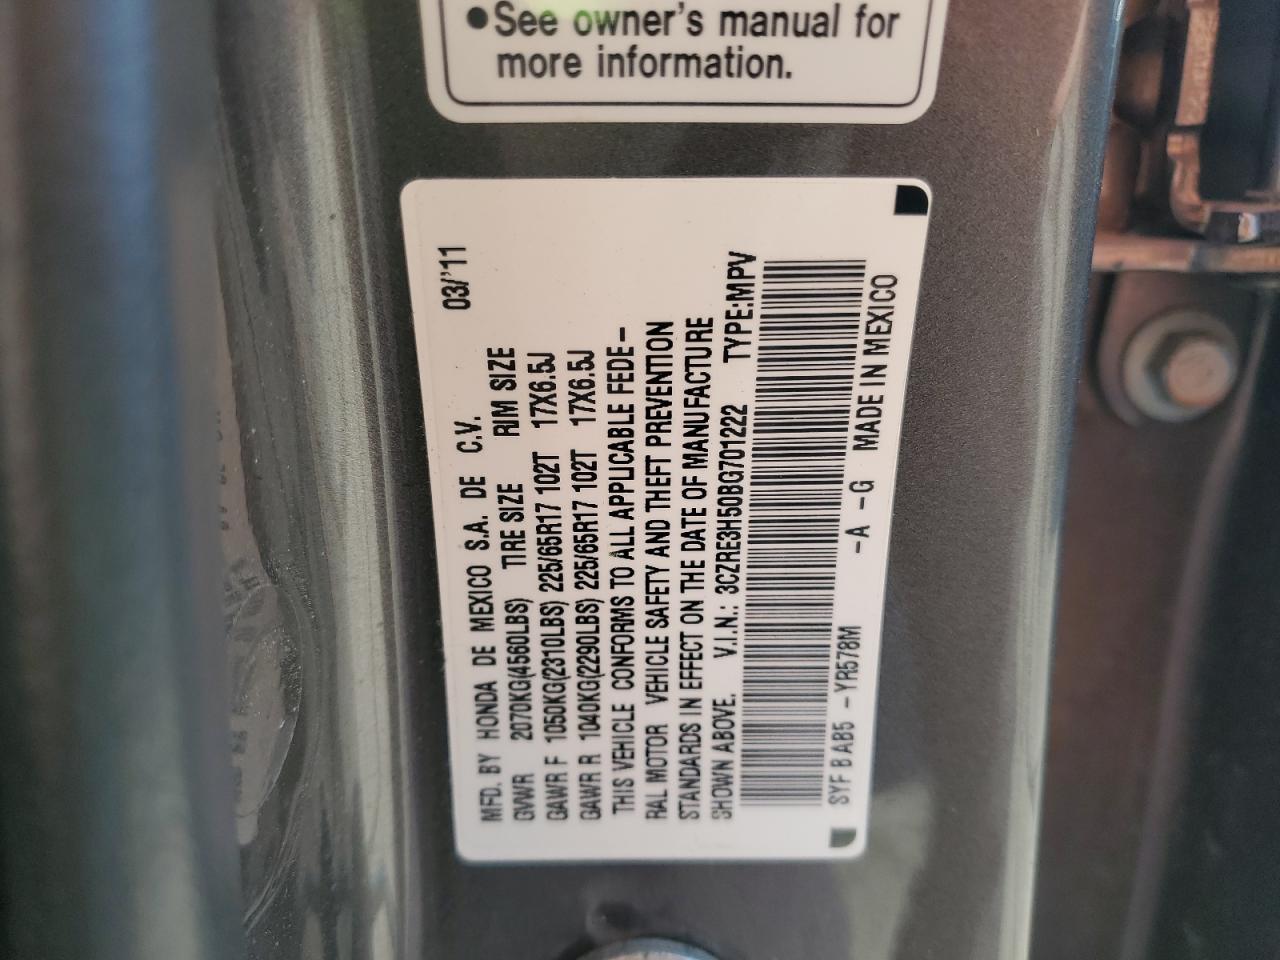 ●See owner's manual for
more information.
MFD. BY HONDA DE MEXICO S.A. DE C.V. 03/'11
GVWR 2070KG(4560LBS) TIRE SIZE RIM SIZE
GAWR F 1050KG(2310LBS) 225/65R17 102T 17X6.5J
GAWR R 1040KG(2290LBS) 225/65R17 102T 17X6.5J
THIS VEHICLE CONFORMS TO ALL APPLICABLE FEDE-
RAL MOTOR VEHICLE SAFETY AND THEFT PREVENTION
STANDARDS IN EFFECT ON THE DATE OF MANUFACTURE
SHOWN ABOVE. V.I.N.: 3CZRE3H50BG701222 TYPE:MPV
SYF BAB5 -YR578M -A -G MADE IN MEXICO